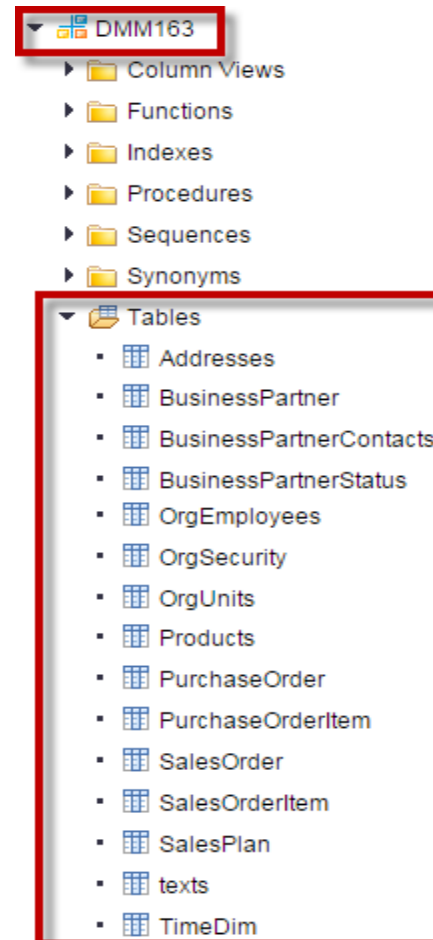 DMM163
Column Views
Functions
Indexes
Procedures
Sequences
Synonyms
Tables
Addresses
BusinessPartner
BusinessPartnerContacts
BusinessPartnerStatus
OrgEmployees
OrgSecurity
OrgUnits
Products
PurchaseOrder
PurchaseOrderItem
SalesOrder
SalesOrderItem
SalesPlan
texts
TimeDim